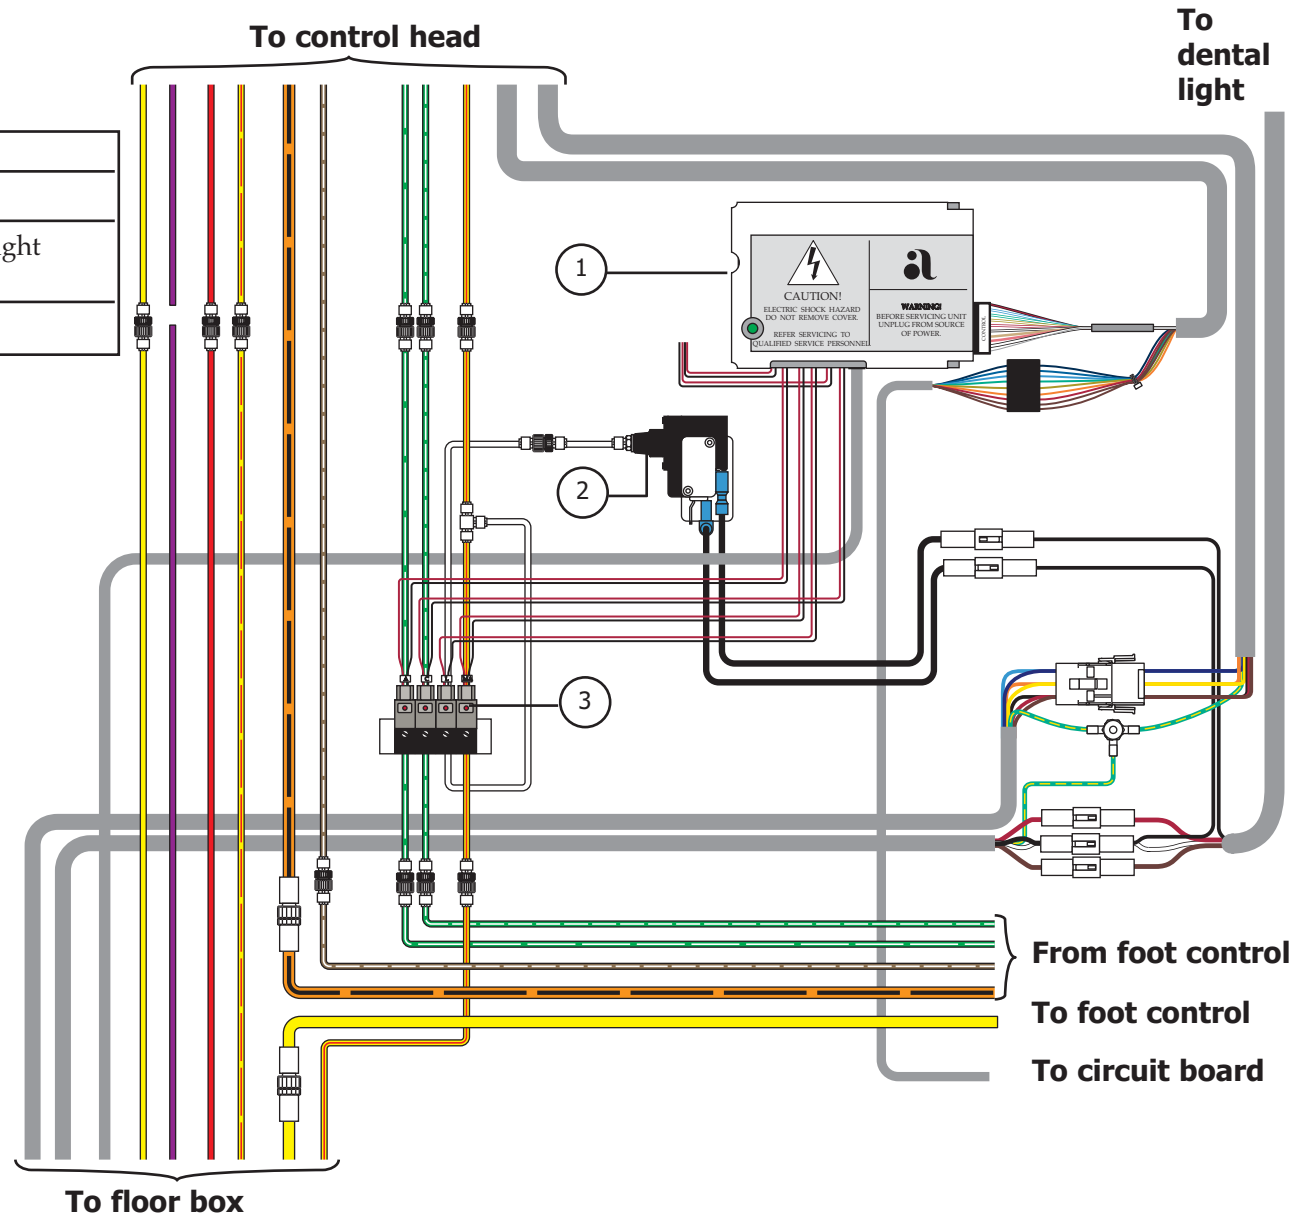 To control head
To
dental
light
ght
1
CAUTION!
ELECTRIC SHOCK HAZARD
DO NOT REMOVE COVER.
REFER SERVICING TO
QUALIFIED SERVICE PERSONNEL
a
WARNING!
BEFORE SERVICING UNIT
UNPLUG FROM SOURCE
OF POWER.
CONTROL
2
3
From foot control
To foot control
To circuit board
To floor box